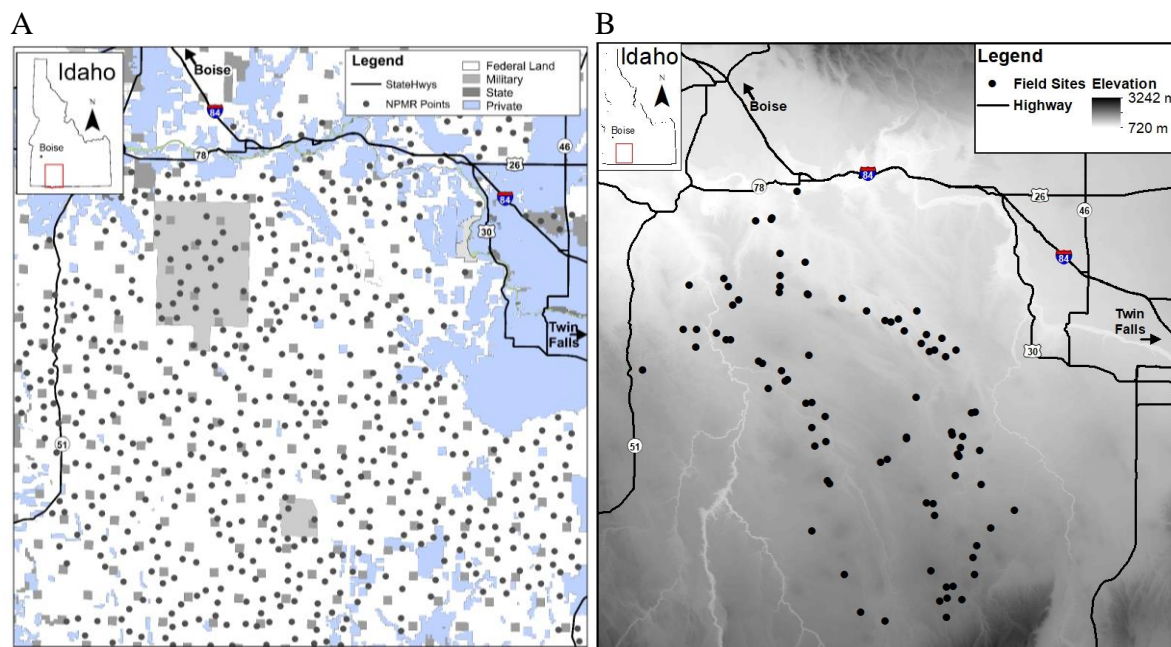 A
Idaho
N
Boise
Boise
84
78
26
46
84
30
Twin
Falls
51
Legend
StateHwys
NPMR Points
Federal Land
Military
State
Private
B
Idaho
N
Boise
Boise
84
78
26
46
84
30
Twin
Falls
51
Legend
Field Sites Elevation
Highway
3242 m
720 m